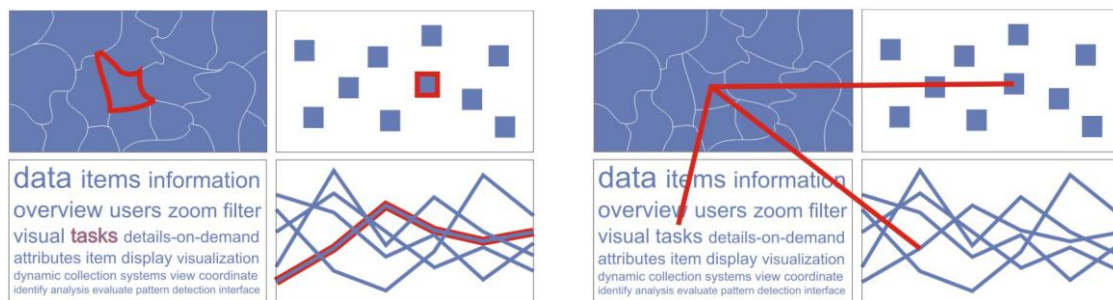 data items information
overview users zoom filter
visual tasks details-on-demand
attributes item display visualization
dynamic collection systems view coordinate
identify analysis evaluate pattern detection interface
data items information
overview users zoom filter
visual tasks details-on-demand
attributes item display visualization
dynamic collection systems view coordinate
identify analysis evaluate pattern detection interface